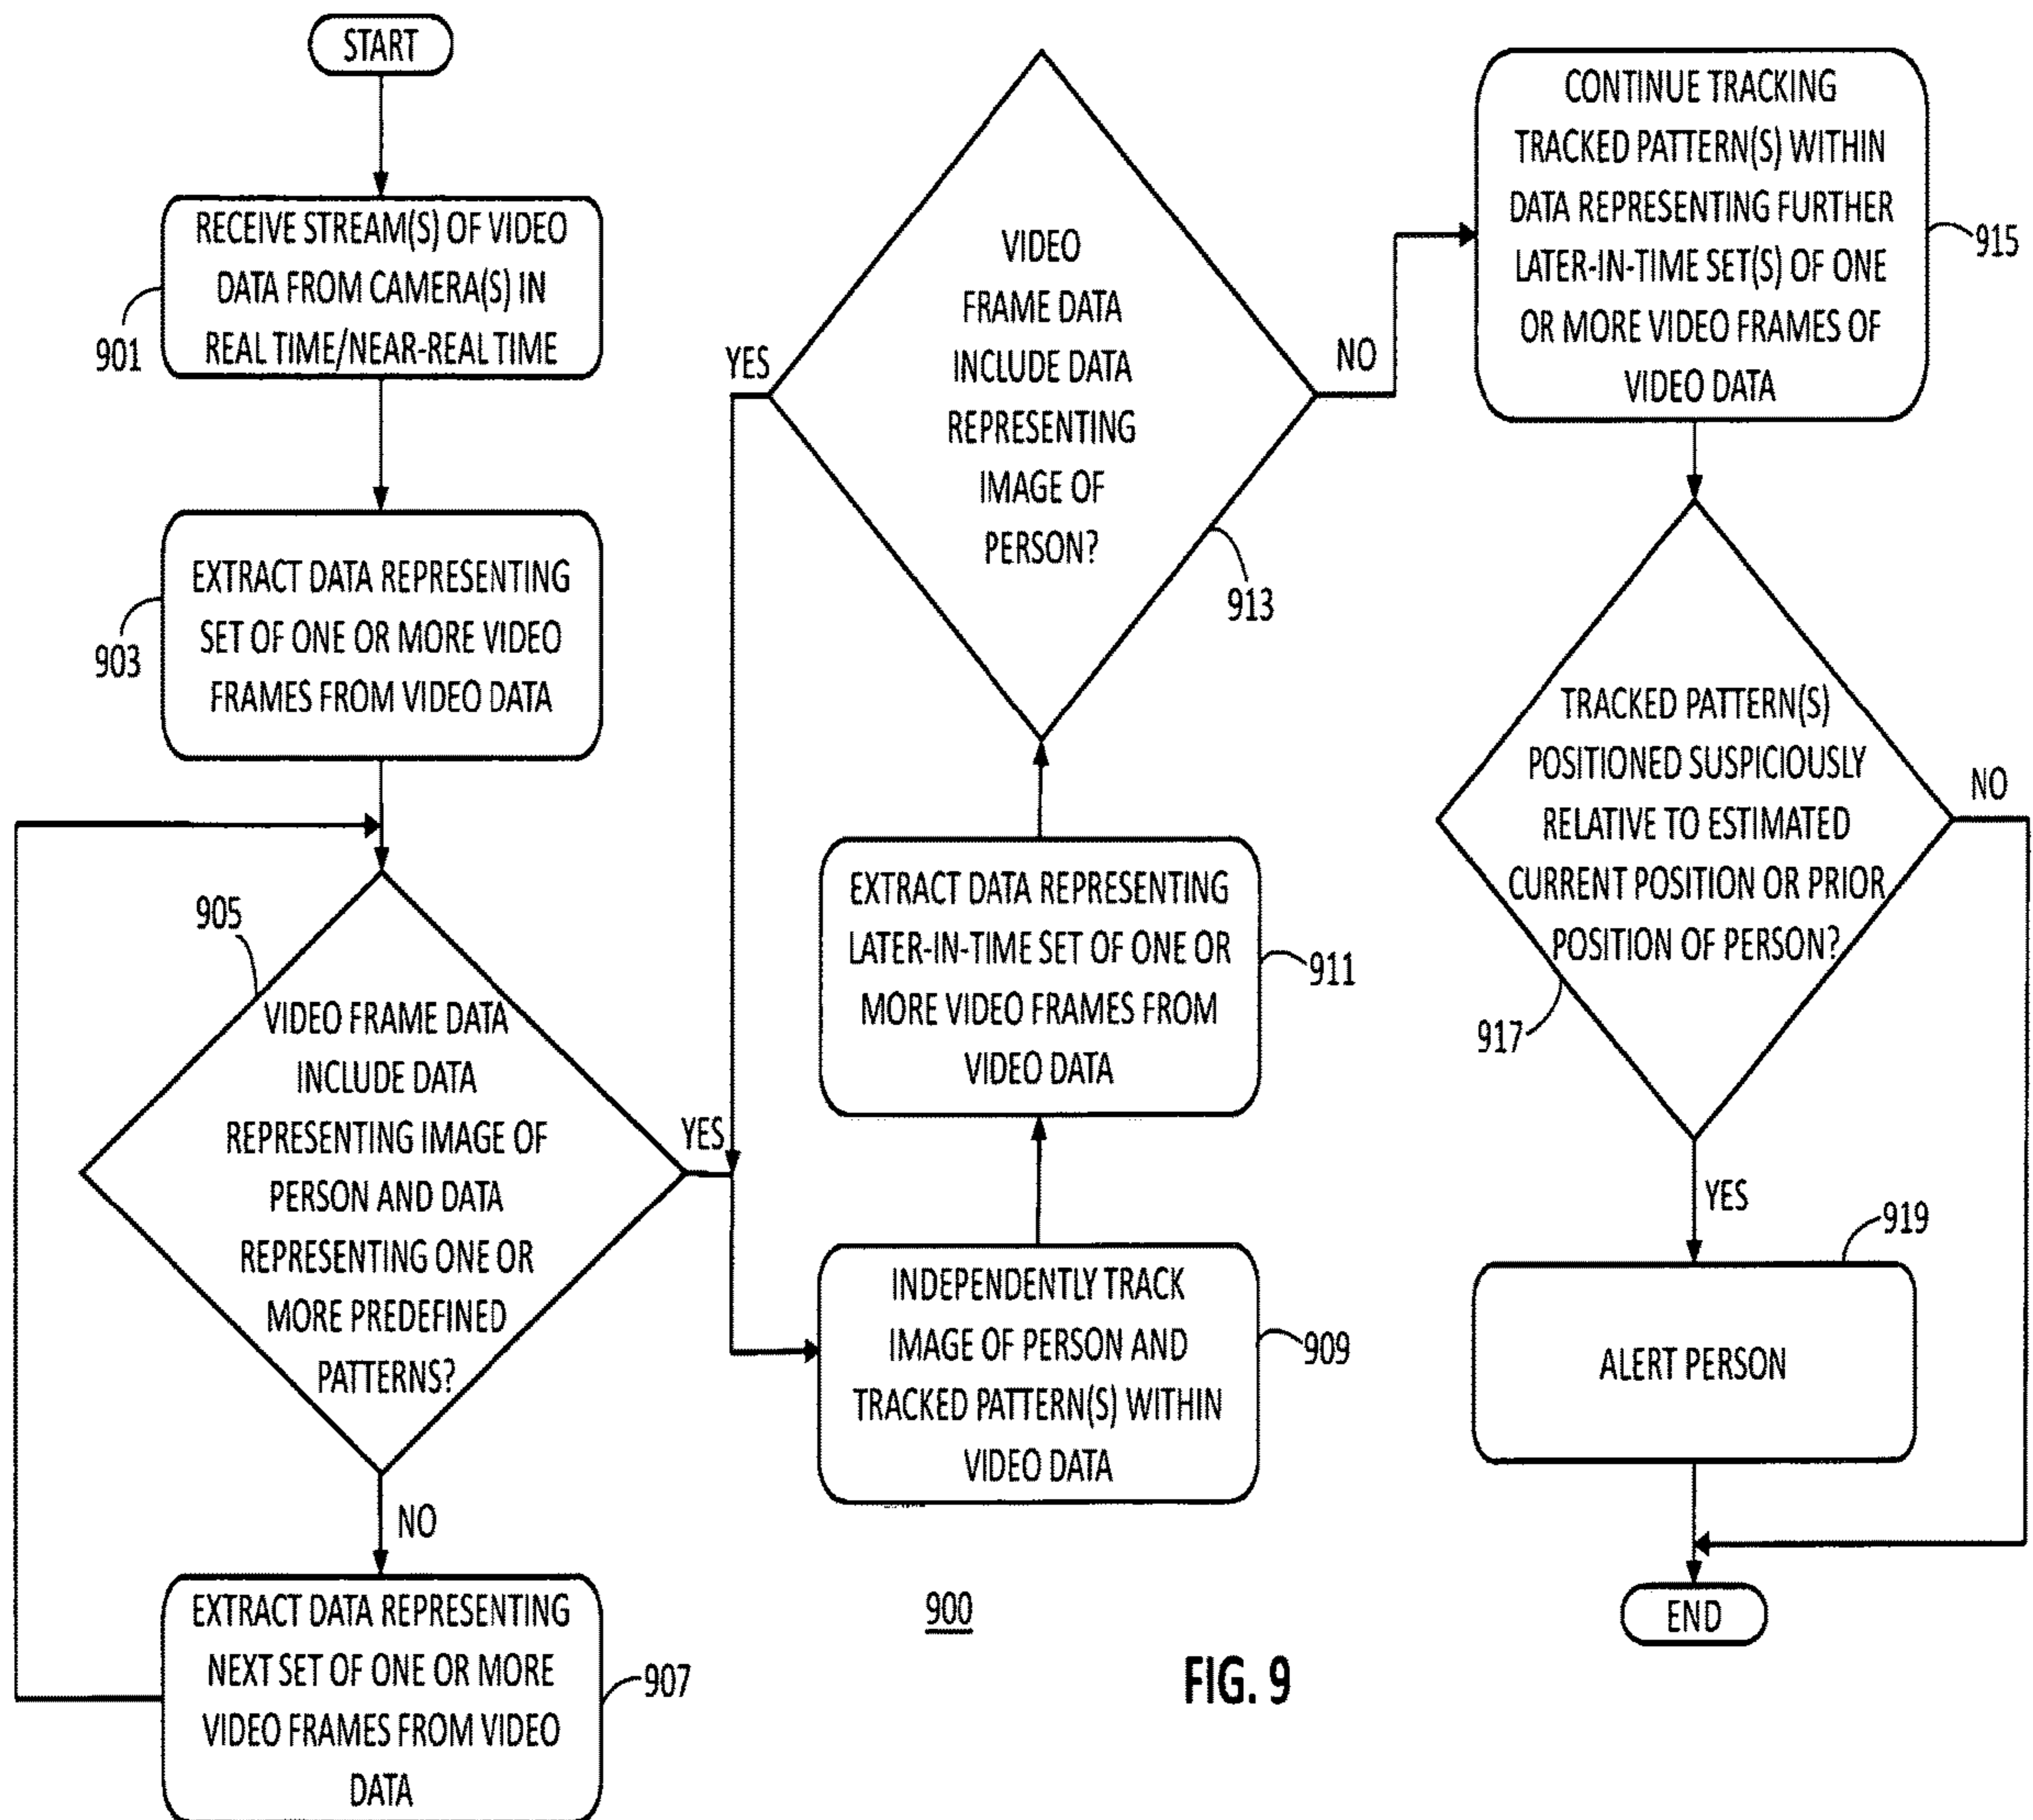 START
RECEIVE STREAM(S) OF VIDEO
DATA FROM CAMERA(S) IN
REAL TIME/NEAR-REAL TIME
901
EXTRACT DATA REPRESENTING
SET OF ONE OR MORE VIDEO
FRAMES FROM VIDEO DATA
903
905
VIDEO FRAME DATA
INCLUDE DATA
REPRESENTING IMAGE OF
PERSON AND DATA
REPRESENTING ONE OR
MORE PREDEFINED
PATTERNS?
YES
NO
EXTRACT DATA REPRESENTING
NEXT SET OF ONE OR MORE
VIDEO FRAMES FROM VIDEO
DATA
907
INDEPENDENTLY TRACK
IMAGE OF PERSON AND
TRACKED PATTERN(S) WITHIN
VIDEO DATA
909
EXTRACT DATA REPRESENTING
LATER-IN-TIME SET OF ONE OR
MORE VIDEO FRAMES FROM
VIDEO DATA
911
VIDEO
FRAME DATA
INCLUDE DATA
REPRESENTING
IMAGE OF
PERSON?
913
YES
NO
CONTINUE TRACKING
TRACKED PATTERN(S) WITHIN
DATA REPRESENTING FURTHER
LATER-IN-TIME SET(S) OF ONE
OR MORE VIDEO FRAMES OF
VIDEO DATA
915
TRACKED PATTERN(S)
POSITIONED SUSPICIOUSLY
RELATIVE TO ESTIMATED
CURRENT POSITION OR PRIOR
POSITION OF PERSON?
917
NO
YES
919
ALERT PERSON
END
900
FIG. 9